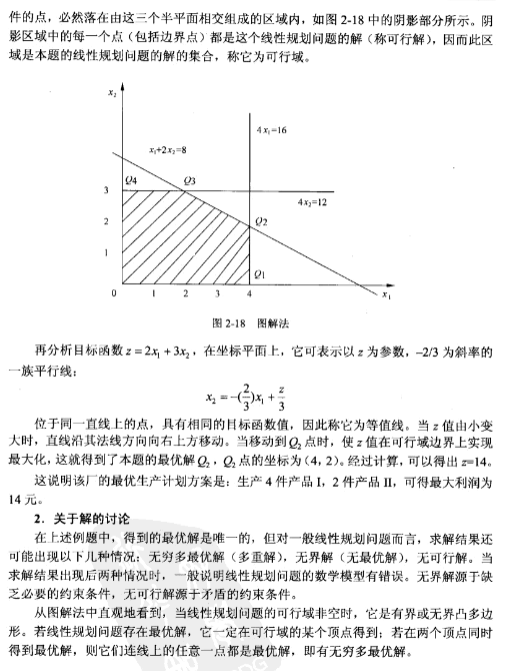 件的点，必然落在由这三个半平面相交组成的区域内，如图 2-18 中的阴影部分所示。阴
影区域中的每一个点（包括边界点）都是这个线性规划问题的解（称可行解），因而此区
域是本题的线性规划问题的解的集合，称它为可行域。
x₂
4x₁=16
x₁+2x₂=8
Q4
Q3
3
4x₂=12
2
Q2
1
Q1
0 1 2 3 4
x₁
图 2-18 图解法
再分析目标函数 z = 2x₁ + 3x₂，在坐标平面上，它可表示以 z 为参数，–2/3 为斜率的
一族平行线：
x₂ = –(2/3)x₁ + z/3
位于同一直线上的点，具有相同的目标函数值，因此称它为等值线。当 z 值由小变
大时，直线沿其法线方向向右上方移动。当移动到 Q₂ 点时，使 z 值在可行域边界上实现
最大化，这就得到了本题的最优解 Q₂，Q₂ 点的坐标为（4，2）。经过计算，可以得出 z=14。
这说明该厂的最优生产计划方案是：生产 4 件产品 I，2 件产品 II，可得最大利润为
14 元。
2．关于解的讨论
在上述例题中，得到的最优解是唯一的，但对一般线性规划问题而言，求解结果还
可能出现以下几种情况：无穷多最优解（多重解），无界解（无最优解），无可行解。当
求解结果出现后两种情况时，一般说明线性规划问题的数学模型有错误。无界解源于缺
乏必要的约束条件，无可行解源于矛盾的约束条件。
从图解法中直观地看到，当线性规划问题的可行域非空时，它是有界或无界凸多边
形。若线性规划问题存在最优解，它一定在可行域的某个顶点得到；若在两个顶点同时
得到最优解，则它们连线上的任意一点都是最优解，即有无穷多最优解。